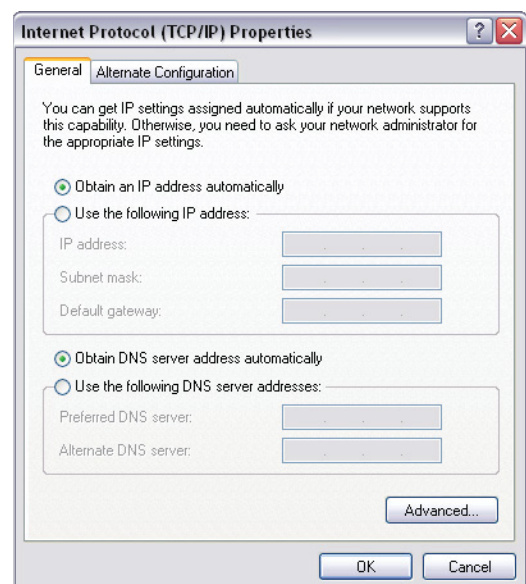 Internet Protocol (TCP/IP) Properties
General
Alternate Configuration
You can get IP settings assigned automatically if your network supports
this capability. Otherwise, you need to ask your network administrator for
the appropriate IP settings.
Obtain an IP address automatically
Use the following IP address:
IP address:
Subnet mask:
Default gateway:
Obtain DNS server address automatically
Use the following DNS server addresses:
Preferred DNS server:
Alternate DNS server:
Advanced...
OK
Cancel